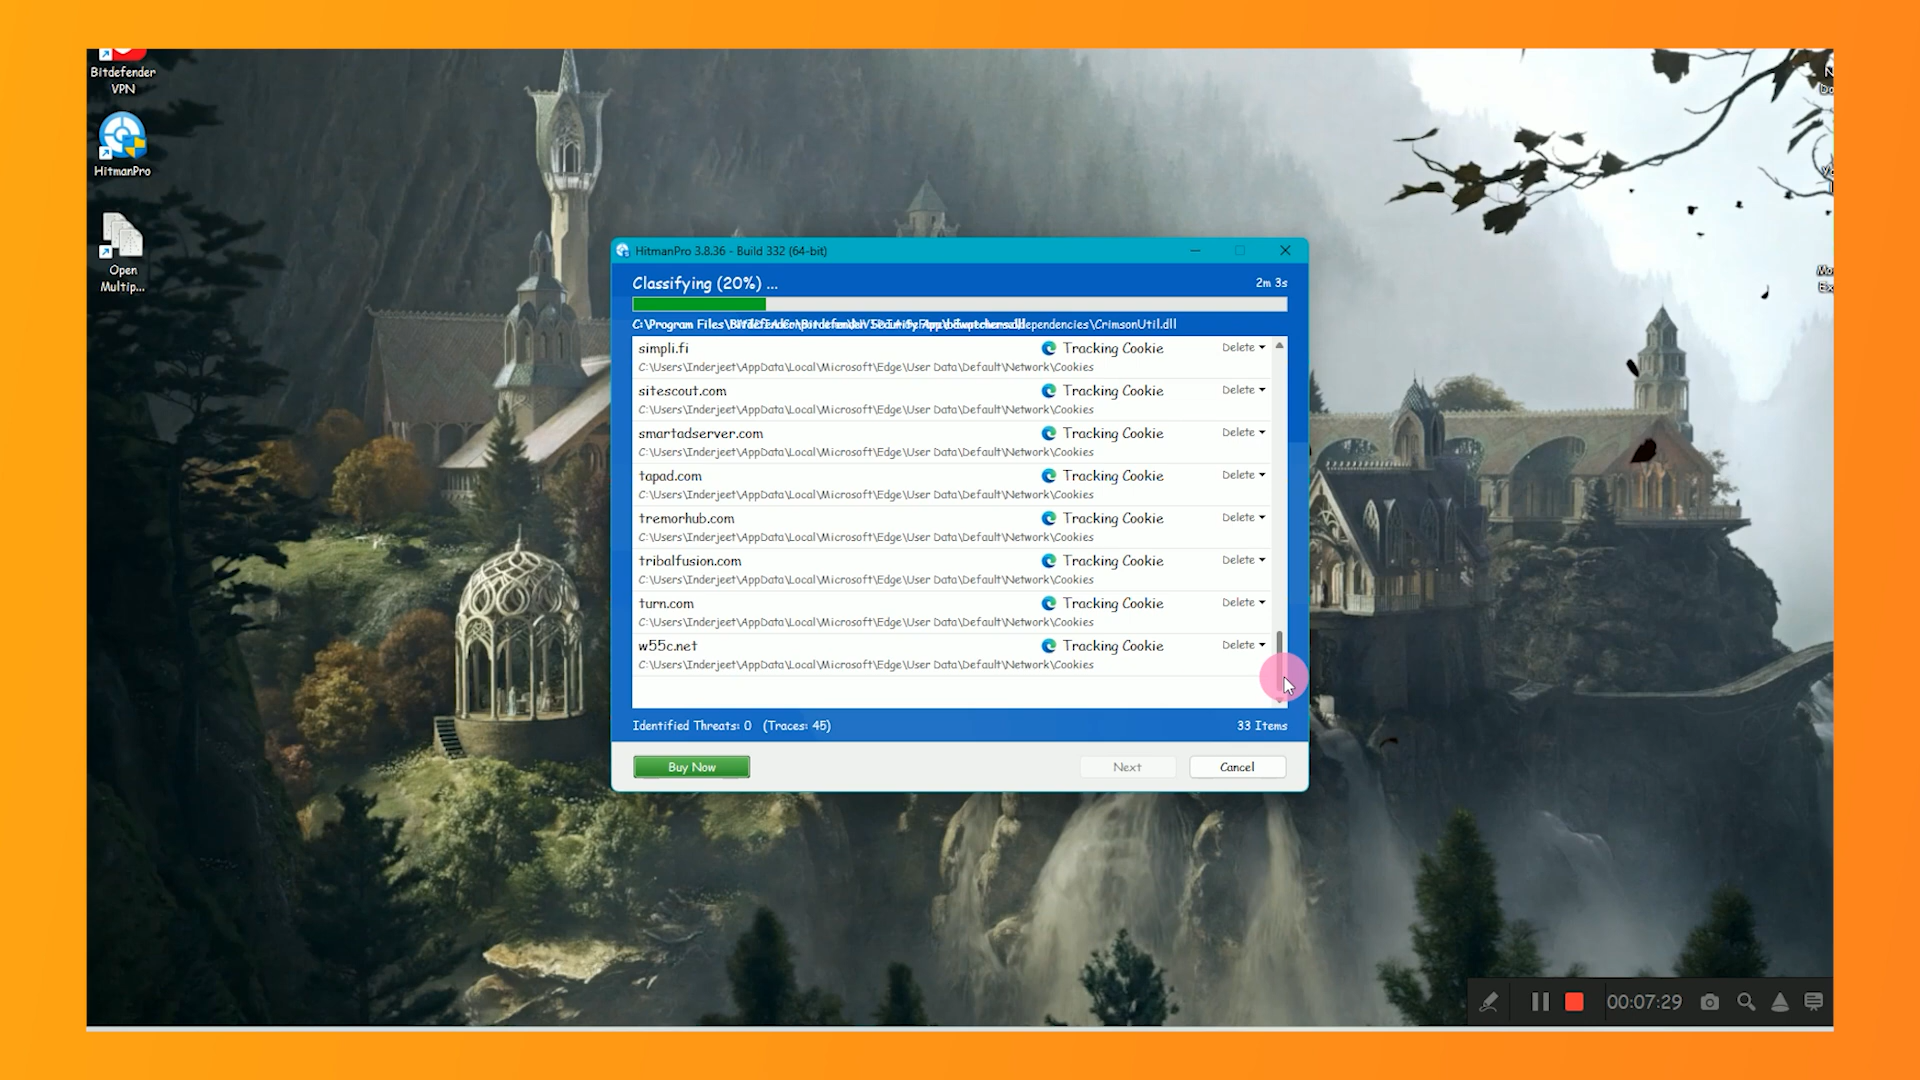 Bitdefender
VPN
HitmanPro
Open
Multip...
HitmanPro 3.8.36 - Build 332 (64-bit)
Classifying (20%) ...
2m 3s
C:\Program Files\ dependencies\CrimsonUtil.dll
simpli.fi Tracking Cookie Delete
C:\Users\Inderjeet\AppData\Local\Microsoft\Edge\User Data\Default\Network\Cookies
sitescout.com Tracking Cookie Delete
C:\Users\Inderjeet\AppData\Local\Microsoft\Edge\User Data\Default\Network\Cookies
smartadserver.com Tracking Cookie Delete
C:\Users\Inderjeet\AppData\Local\Microsoft\Edge\User Data\Default\Network\Cookies
tapad.com Tracking Cookie Delete
C:\Users\Inderjeet\AppData\Local\Microsoft\Edge\User Data\Default\Network\Cookies
tremorhub.com Tracking Cookie Delete
C:\Users\Inderjeet\AppData\Local\Microsoft\Edge\User Data\Default\Network\Cookies
tribalfusion.com Tracking Cookie Delete
C:\Users\Inderjeet\AppData\Local\Microsoft\Edge\User Data\Default\Network\Cookies
turn.com Tracking Cookie Delete
C:\Users\Inderjeet\AppData\Local\Microsoft\Edge\User Data\Default\Network\Cookies
w55c.net Tracking Cookie Delete
C:\Users\Inderjeet\AppData\Local\Microsoft\Edge\User Data\Default\Network\Cookies
Identified Threats: 0 (Traces: 45)
33 Items
Buy Now
Next
Cancel
00:07:29